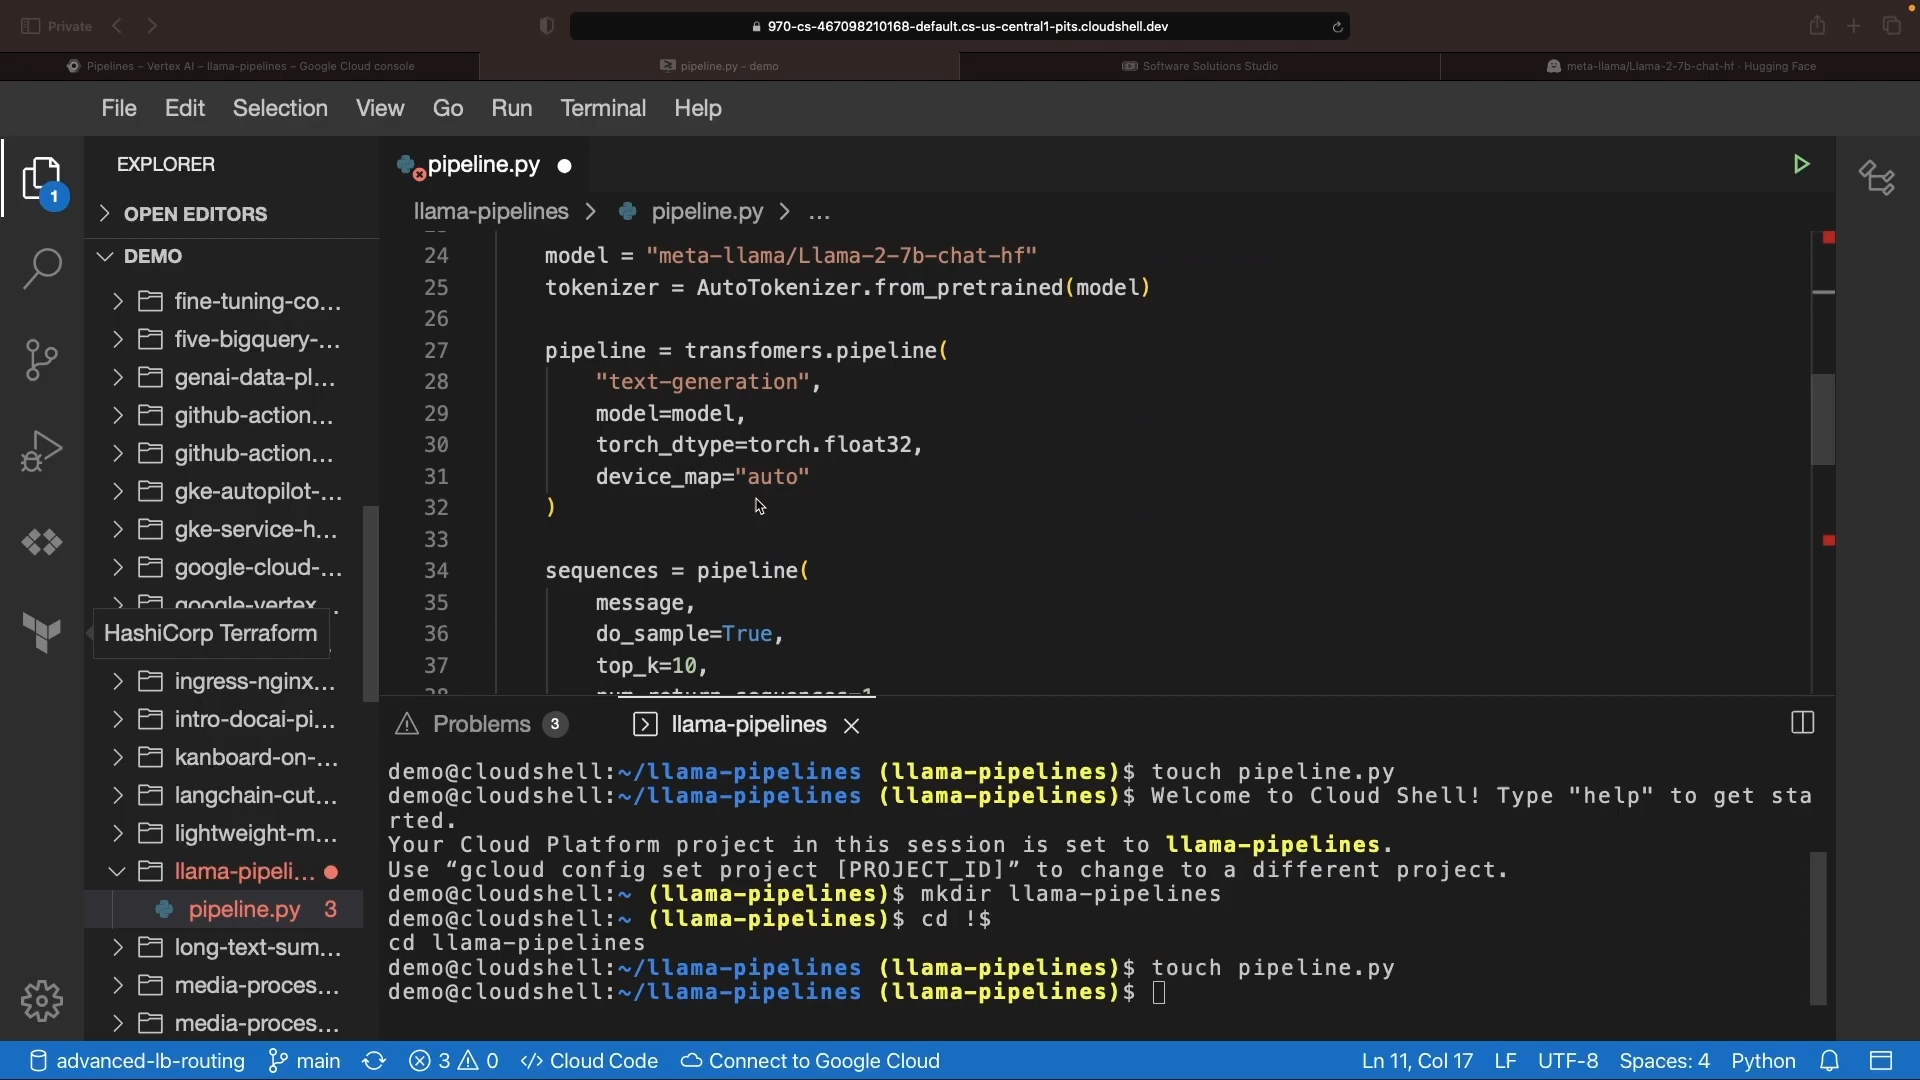 Private
970-cs-467098210168-default.cs-us-central1-pits.cloudshell.dev
Pipelines – Vertex AI – llama-pipelines – Google Cloud console
pipeline.py - demo
Software Solutions Studio
meta-llama/Llama-2-7b-chat-hf · Hugging Face
File Edit Selection View Go Run Terminal Help
EXPLORER
1
OPEN EDITORS
DEMO
fine-tuning-co...
five-bigquery-...
genai-data-pl...
github-action...
github-action...
gke-autopilot-...
gke-service-h...
google-cloud-...
google-vertex
HashiCorp Terraform
ingress-nginx...
intro-docai-pi...
kanboard-on-...
langchain-cut...
lightweight-m...
llama-pipeli...
pipeline.py 3
long-text-sum...
media-proces...
media-proces...
pipeline.py
llama-pipelines > pipeline.py > ...
24 model = "meta-llama/Llama-2-7b-chat-hf"
25 tokenizer = AutoTokenizer.from_pretrained(model)
26
27 pipeline = transfomers.pipeline(
28 "text-generation",
29 model=model,
30 torch_dtype=torch.float32,
31 device_map="auto"
32 )
33
34 sequences = pipeline(
35 message,
36 do_sample=True,
37 top_k=10,
38 num_return_sequences=1
Problems 3
llama-pipelines
demo@cloudshell:~/llama-pipelines (llama-pipelines)$ touch pipeline.py
demo@cloudshell:~/llama-pipelines (llama-pipelines)$ Welcome to Cloud Shell! Type "help" to get sta
rted.
Your Cloud Platform project in this session is set to llama-pipelines.
Use “gcloud config set project [PROJECT_ID]” to change to a different project.
demo@cloudshell:~ (llama-pipelines)$ mkdir llama-pipelines
demo@cloudshell:~ (llama-pipelines)$ cd !$
cd llama-pipelines
demo@cloudshell:~/llama-pipelines (llama-pipelines)$ touch pipeline.py
demo@cloudshell:~/llama-pipelines (llama-pipelines)$
advanced-lb-routing main 3 0 Cloud Code Connect to Google Cloud
Ln 11, Col 17 LF UTF-8 Spaces: 4 Python